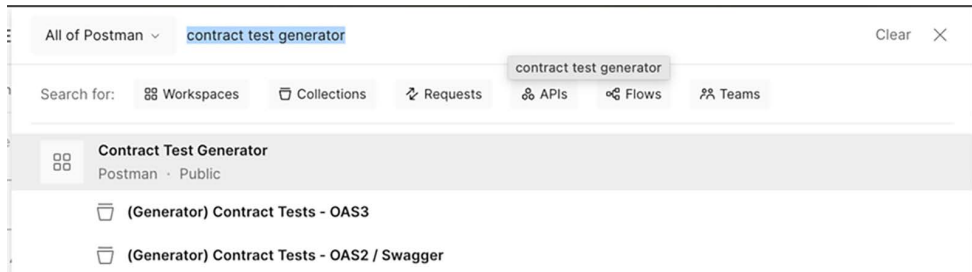 All of Postman contract test generator Clear
contract test generator
Search for: Workspaces Collections Requests APIs Flows Teams
Contract Test Generator
Postman · Public
(Generator) Contract Tests - OAS3
(Generator) Contract Tests - OAS2 / Swagger